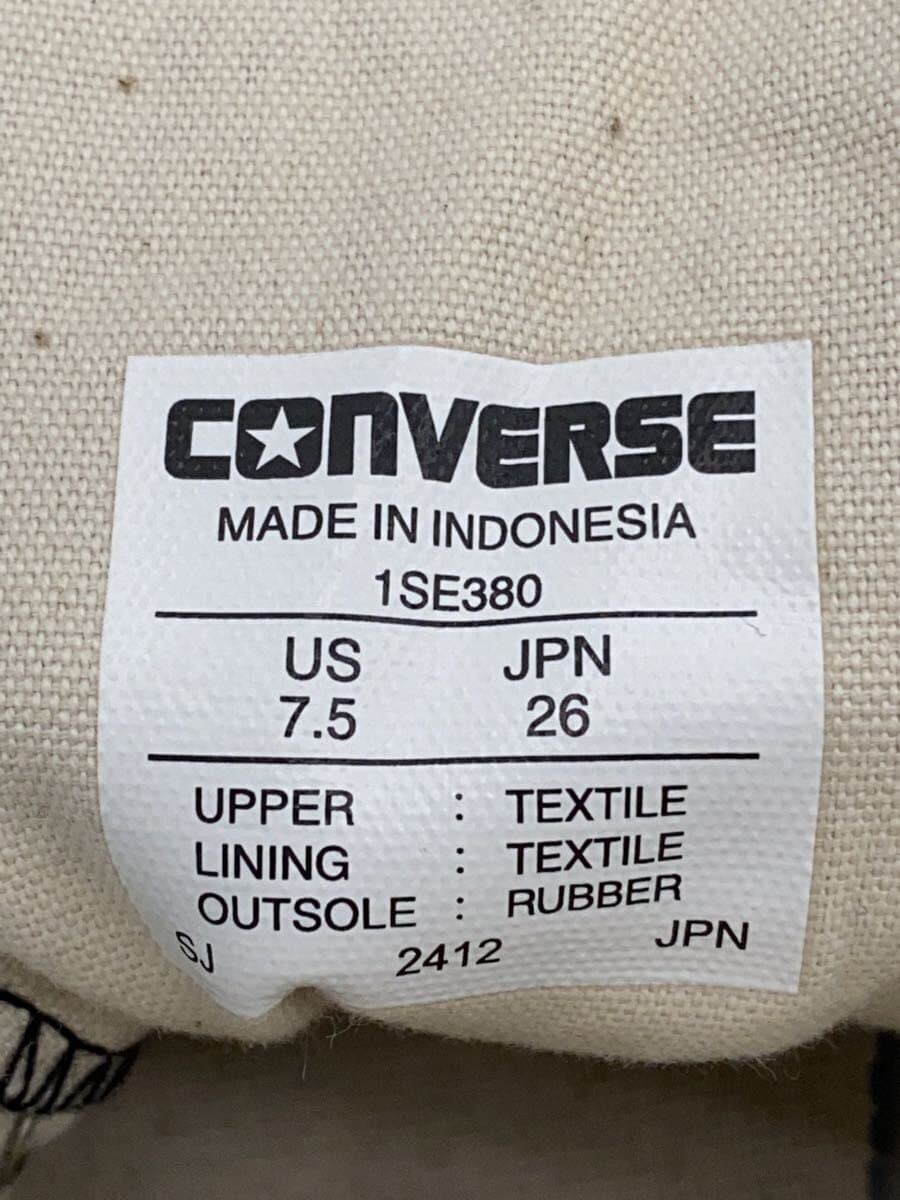 CONVERSE
MADE IN INDONESIA
1SE380
US JPN
7.5 26
UPPER : TEXTILE
LINING : TEXTILE
OUTSOLE : RUBBER
SJ 2412 JPN